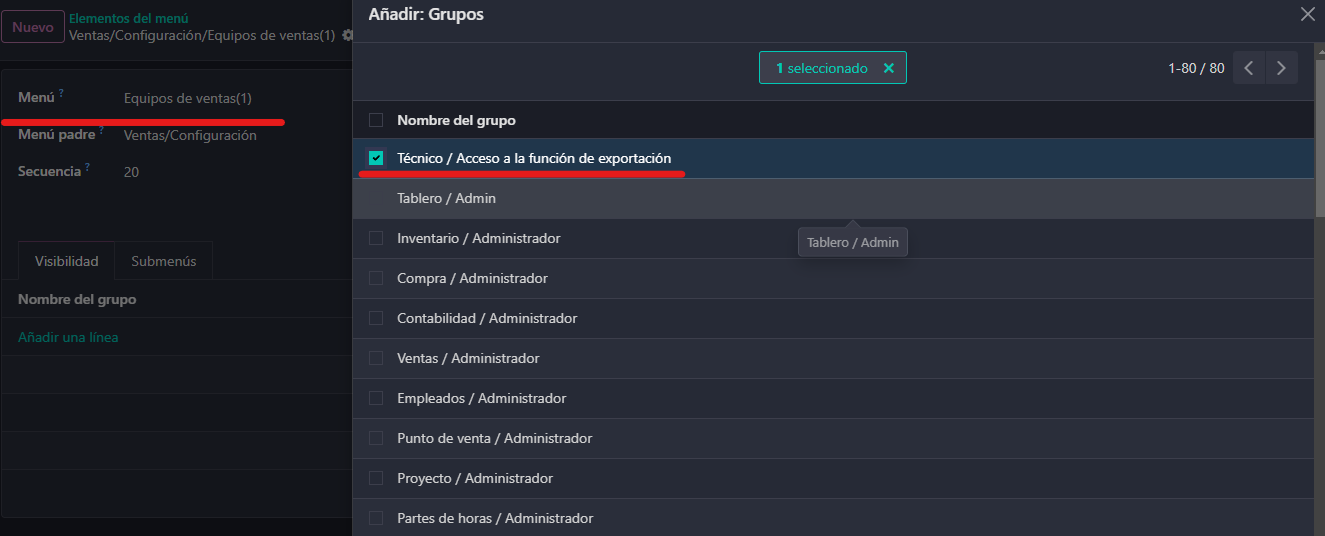 Nuevo
Elementos del menú
Ventas/Configuración/Equipos de ventas(1)
Menú ?
Equipos de ventas(1)
Menú padre ?
Ventas/Configuración
Secuencia ?
20
Visibilidad
Submenús
Nombre del grupo
Añadir una línea
Añadir: Grupos
1 seleccionado
1-80 / 80
Nombre del grupo
Técnico / Acceso a la función de exportación
Tablero / Admin
Tablero / Admin
Inventario / Administrador
Compra / Administrador
Contabilidad / Administrador
Ventas / Administrador
Empleados / Administrador
Punto de venta / Administrador
Proyecto / Administrador
Partes de horas / Administrador